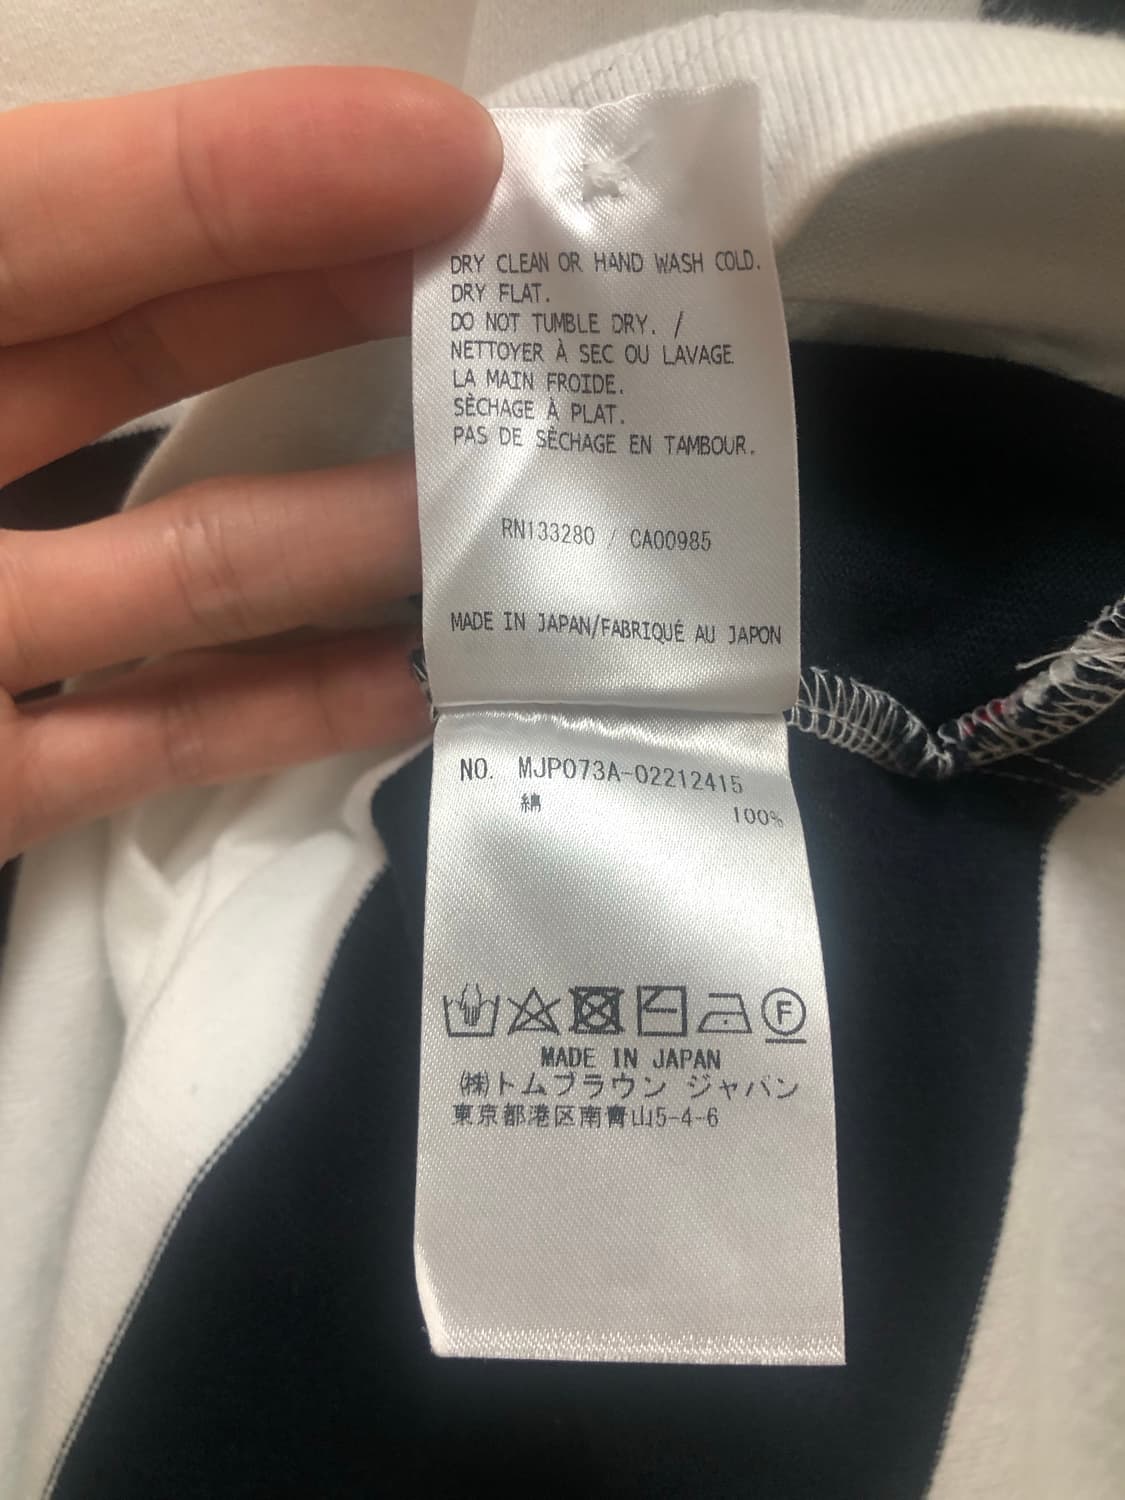 DRY CLEAN OR HAND WASH COLD.
DRY FLAT.
DO NOT TUMBLE DRY. /
NETTOYER À SEC OU LAVAGE
LA MAIN FROIDE.
SÈCHAGE À PLAT.
PAS DE SÈCHAGE EN TAMBOUR.
RN133280 / CA00985
MADE IN JAPAN/FABRIQUÉ AU JAPON
NO. MJP073A-02212415
綿 100%
F
MADE IN JAPAN
㈱トムブラウン ジャパン
東京都港区南青山5-4-6